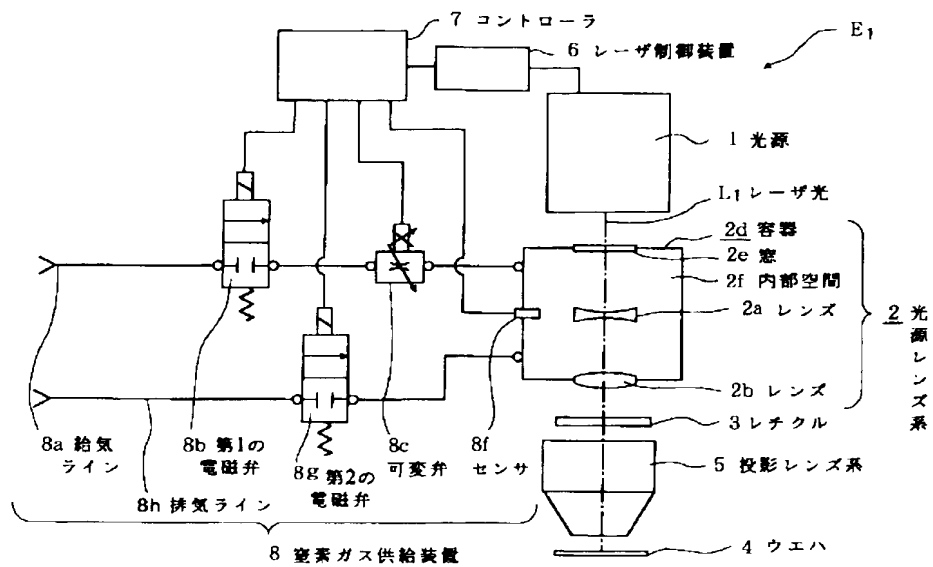 7 コントローラ
E₁
6 レーザ制御装置
1 光源
L₁レーザ光
2d 容器
2e 窓
2f 内部空間
2a レンズ
2 光源レンズ系
2b レンズ
3 レチクル
8a 給気
ライン
8b 第1の
電磁弁
8g 第2の
電磁弁
8c
可変弁
8f
センサ
5 投影レンズ系
8h 排気ライン
8 窒素ガス供給装置
4 ウエハ